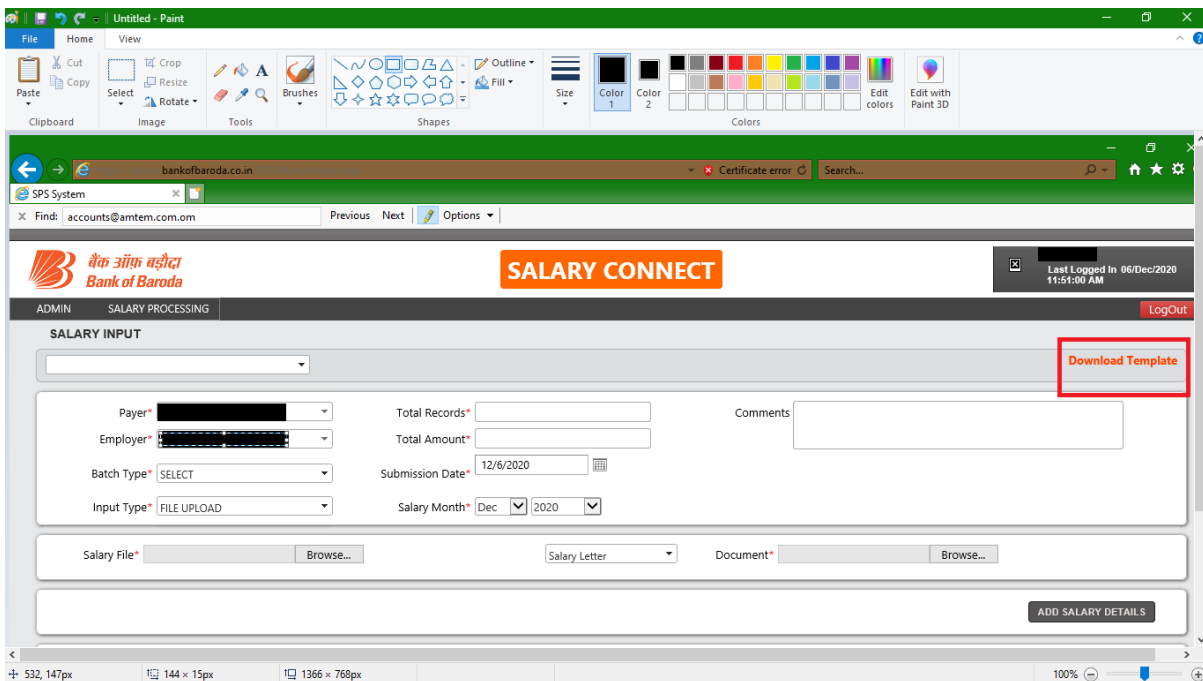 Untitled - Paint
File Home View
Paste
Cut
Copy
Clipboard
Select
Crop
Resize
Rotate
Image
A
Tools
Brushes
Outline
Fill
Shapes
Size
Color 1
Color 2
Edit colors
Colors
Edit with Paint 3D
bankofbaroda.co.in Certificate error Search...
SPS System
x Find: accounts@amtem.com.om Previous Next Options
बैंक ऑफ़ बड़ौदा
Bank of Baroda
SALARY CONNECT
Last Logged In 06/Dec/2020
11:51:00 AM
ADMIN SALARY PROCESSING LogOut
SALARY INPUT
Download Template
Payer* Total Records* Comments
Employer* Total Amount*
Batch Type* SELECT Submission Date* 12/6/2020
Input Type* FILE UPLOAD Salary Month* Dec 2020
Salary File* Browse... Salary Letter Document* Browse...
ADD SALARY DETAILS
532, 147px 144 × 15px 1366 × 768px 100%